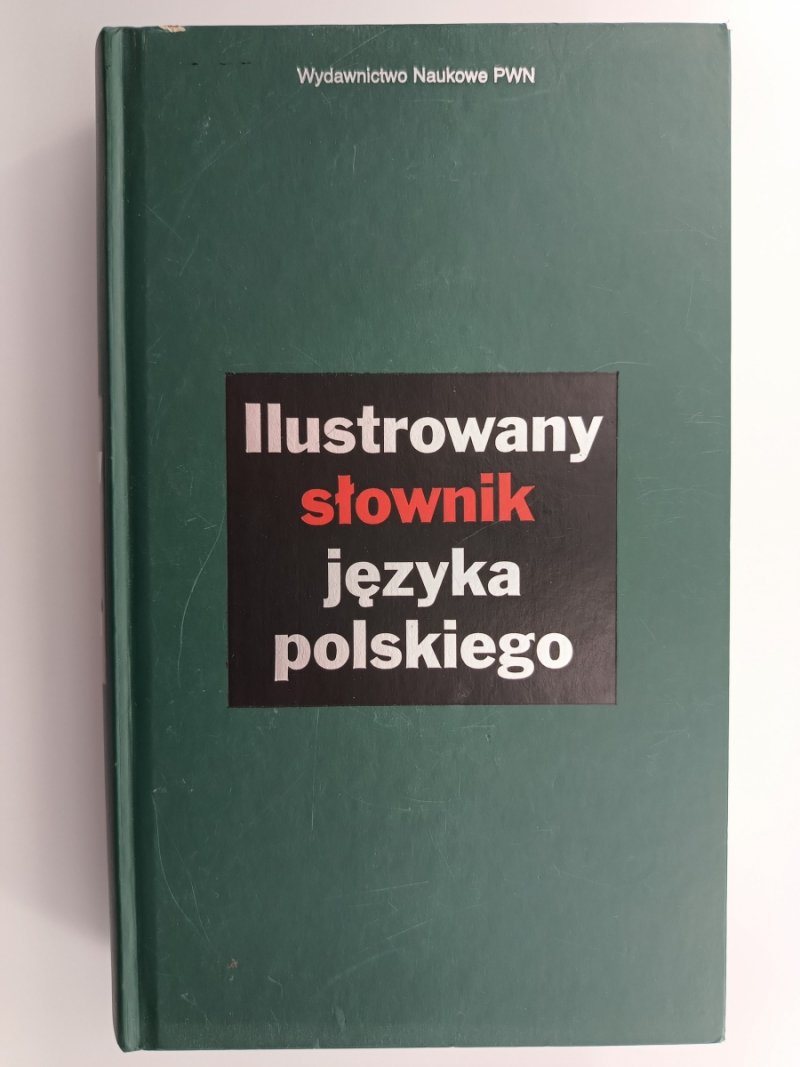 Wydawnictwo Naukowe PWN
Ilustrowany
słownik
języka
polskiego